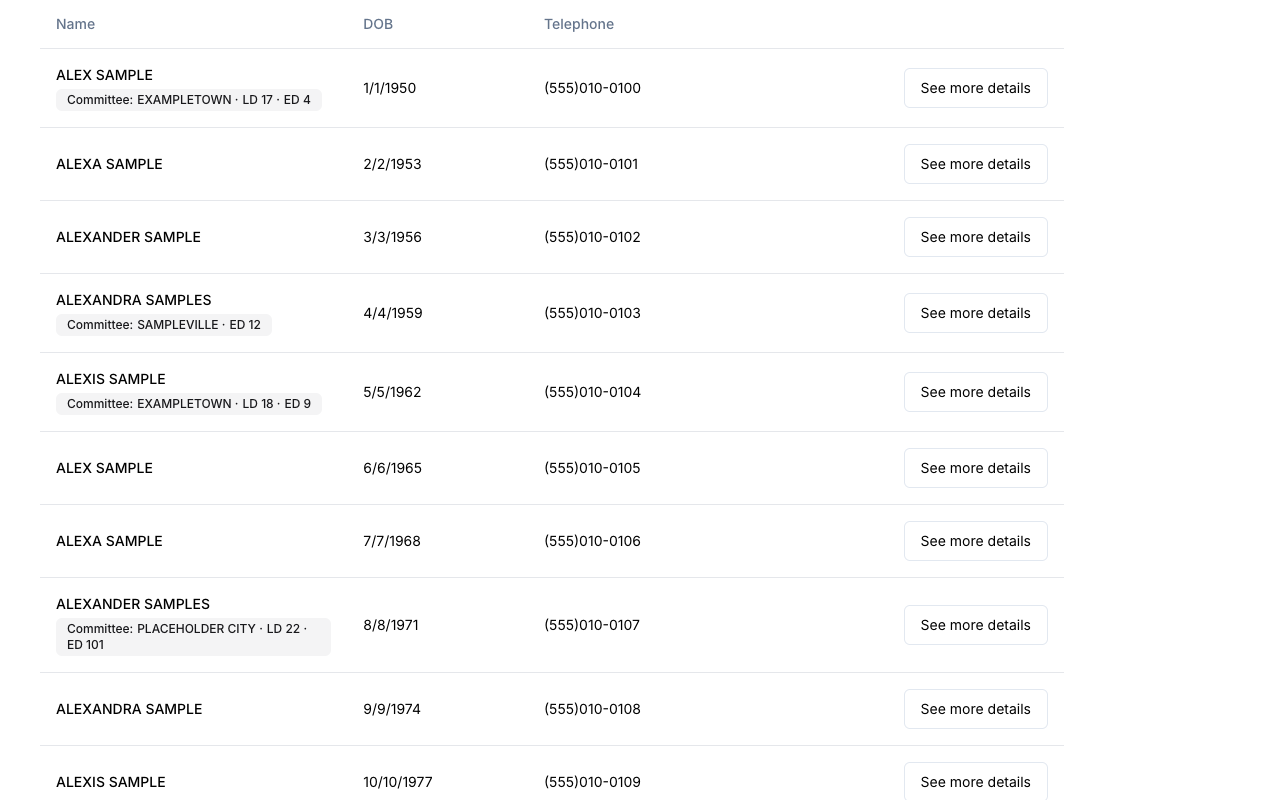 Name DOB Telephone
ALEX SAMPLE
Committee: EXAMPLETOWN · LD 17 · ED 4
1/1/1950 (555)010-0100 See more details
ALEXA SAMPLE 2/2/1953 (555)010-0101 See more details
ALEXANDER SAMPLE 3/3/1956 (555)010-0102 See more details
ALEXANDRA SAMPLES
Committee: SAMPLEVILLE · ED 12
4/4/1959 (555)010-0103 See more details
ALEXIS SAMPLE
Committee: EXAMPLETOWN · LD 18 · ED 9
5/5/1962 (555)010-0104 See more details
ALEX SAMPLE 6/6/1965 (555)010-0105 See more details
ALEXA SAMPLE 7/7/1968 (555)010-0106 See more details
ALEXANDER SAMPLES
Committee: PLACEHOLDER CITY · LD 22 ·
ED 101
8/8/1971 (555)010-0107 See more details
ALEXANDRA SAMPLE 9/9/1974 (555)010-0108 See more details
ALEXIS SAMPLE 10/10/1977 (555)010-0109 See more details